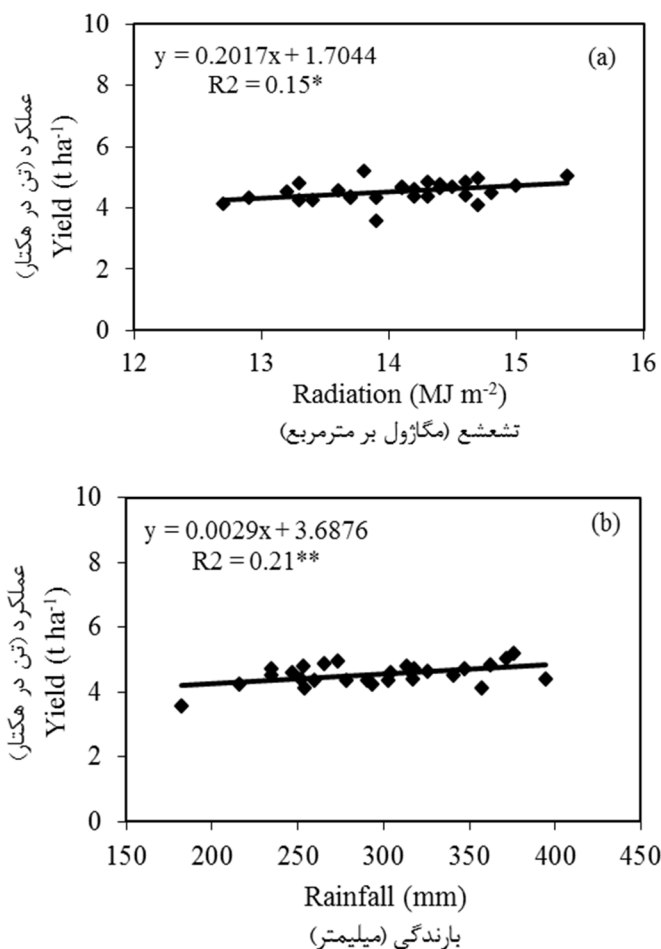 10
8
6
4
2
0
y = 0.2017x + 1.7044
R2 = 0.15*
(a)
عملکرد (تن در هکتار)
Yield (t ha-1)
12 13 14 15 16
Radiation (MJ m-2)
تشعشع (مگاژول بر مترمربع)
10
8
6
4
2
0
y = 0.0029x + 3.6876
R2 = 0.21**
(b)
عملکرد (تن در هکتار)
Yield (t ha-1)
150 200 250 300 350 400 450
Rainfall (mm)
بارندگی (میلیمتر)